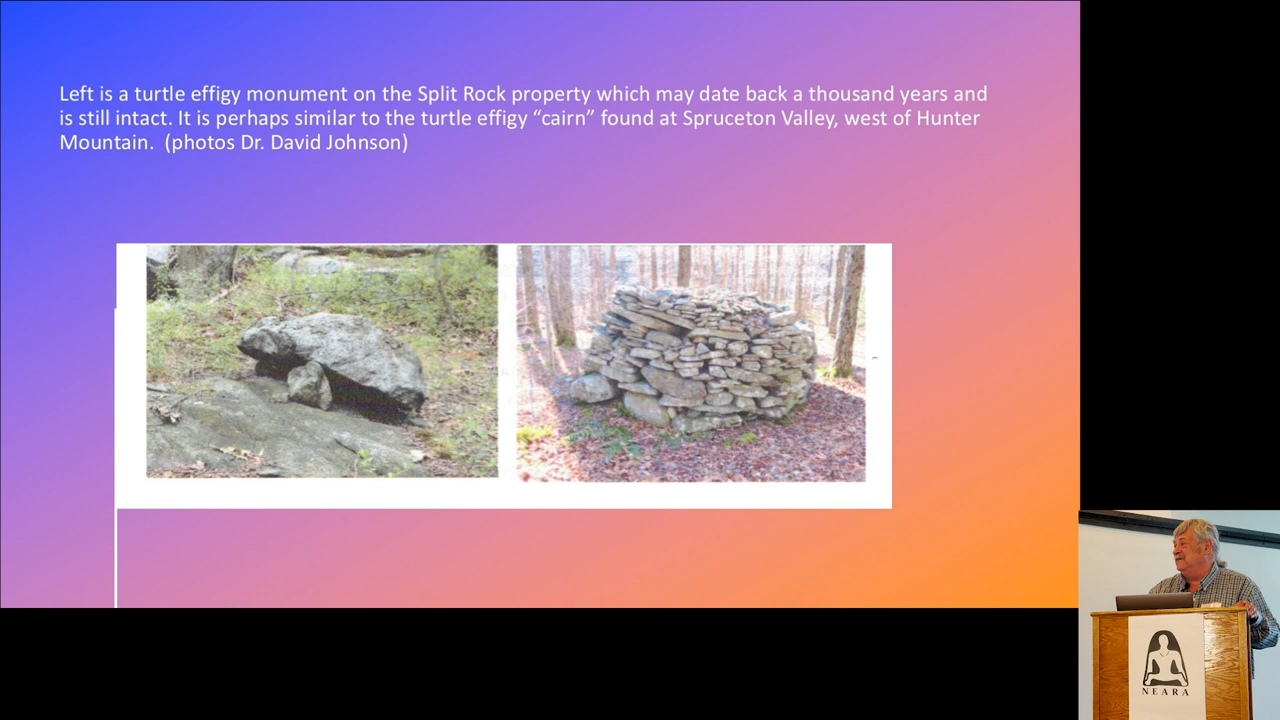 Left is a turtle effigy monument on the Split Rock property which may date back a thousand years and
is still intact. It is perhaps similar to the turtle effigy “cairn” found at Spruceton Valley, west of Hunter
Mountain.  (photos Dr. David Johnson)
NEARA